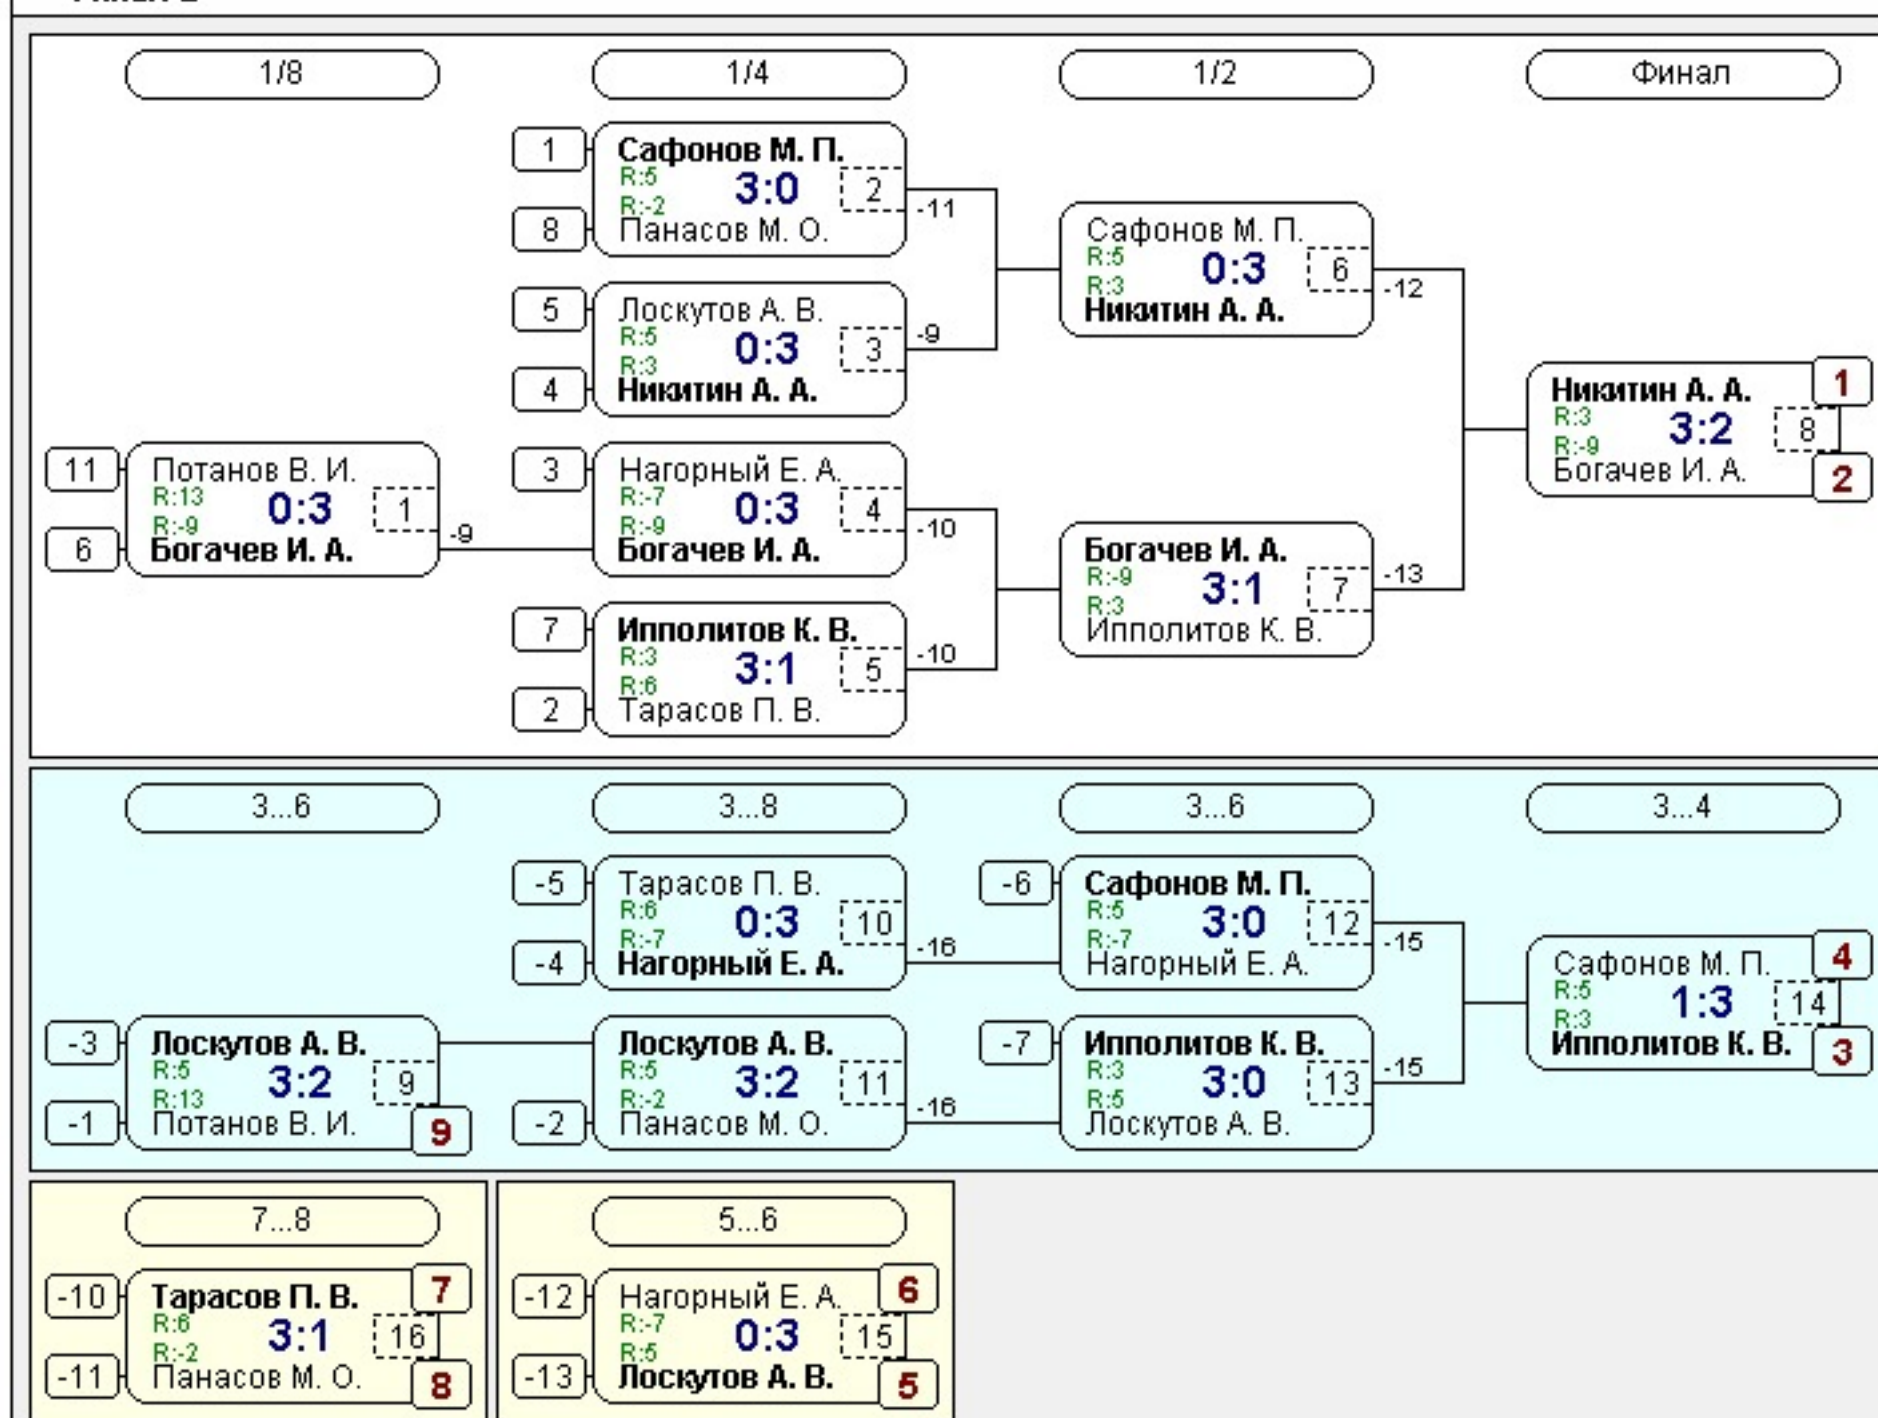 1/8
1/4
1/2
Финал
1
Сафонов М. П.
R:5
3:0
2
R:-2
8
Панасов М. О.
-11
5
Лоскутов А. В.
R:5
0:3
3
R:3
4
Никитин А. А.
-9
11
Потанов В. И.
R:13
0:3
1
R:-9
6
Богачев И. А.
-9
3
Нагорный Е. А.
R:-7
0:3
4
R:-9
Богачев И. А.
-10
7
Ипполитов К. В.
R:3
3:1
5
R:6
2
Тарасов П. В.
-10
Сафонов М. П.
R:5
0:3
6
R:3
Никитин А. А.
-12
Богачев И. А.
R:-9
3:1
7
R:3
Ипполитов К. В.
-13
Никитин А. А.
1
R:3
3:2
8
R:-9
Богачев И. А.
2
3...6
3...8
3...6
3...4
-5
Тарасов П. В.
R:6
0:3
10
R:-7
-4
Нагорный Е. А.
-16
-6
Сафонов М. П.
R:5
3:0
12
R:-7
Нагорный Е. А.
-15
-3
Лоскутов А. В.
R:5
3:2
9
R:13
-1
Потанов В. И.
9
Лоскутов А. В.
R:5
3:2
11
R:-2
-2
Панасов М. О.
-16
-7
Ипполитов К. В.
R:3
3:0
13
R:5
Лоскутов А. В.
-15
Сафонов М. П.
4
R:5
1:3
14
R:3
Ипполитов К. В.
3
7...8
5...6
-10
Тарасов П. В.
7
R:6
3:1
16
R:-2
-11
Панасов М. О.
8
-12
Нагорный Е. А.
6
R:-7
0:3
15
R:5
-13
Лоскутов А. В.
5